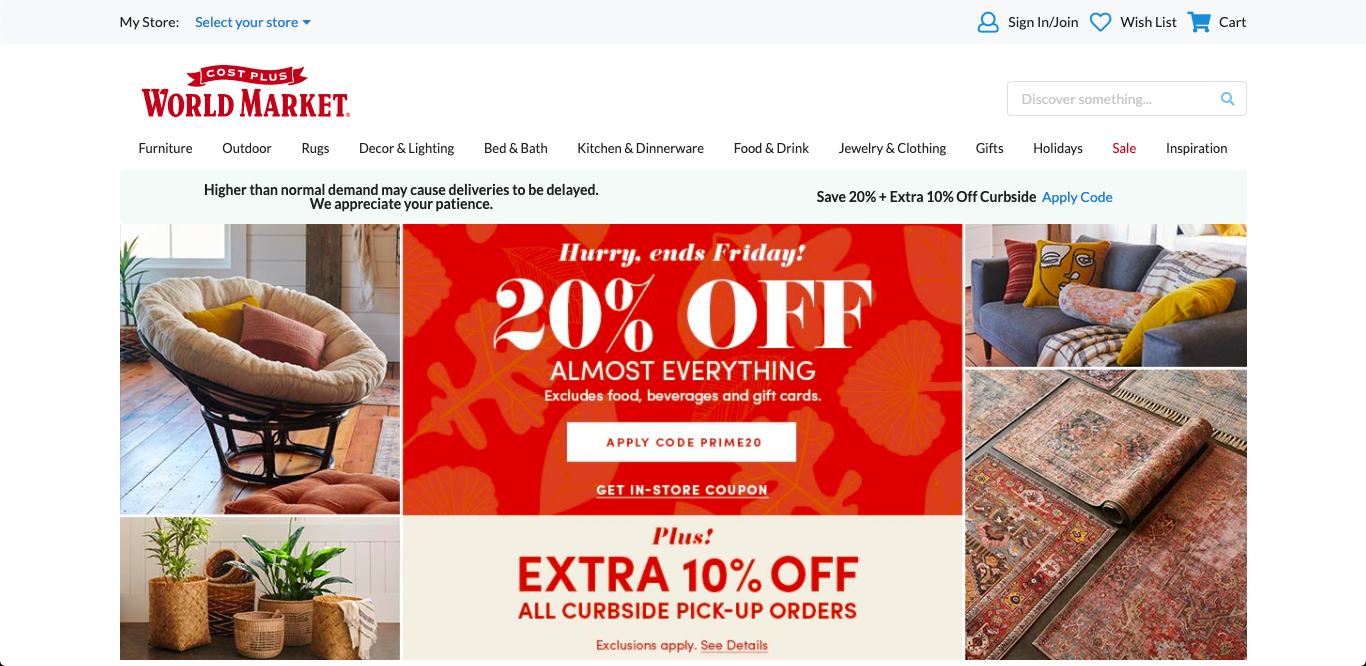 My Store: Select your store
Sign In/Join Wish List Cart
COST PLUS
WORLD MARKET.®
Discover something...
Furniture Outdoor Rugs Decor & Lighting Bed & Bath Kitchen & Dinnerware Food & Drink Jewelry & Clothing Gifts Holidays Sale Inspiration
Higher than normal demand may cause deliveries to be delayed.
We appreciate your patience.
Save 20% + Extra 10% Off Curbside Apply Code
Hurry, ends Friday!
20% OFF
ALMOST EVERYTHING
Excludes food, beverages and gift cards.
APPLY CODE PRIME20
GET IN-STORE COUPON
Plus!
EXTRA 10% OFF
ALL CURBSIDE PICK-UP ORDERS
Exclusions apply. See Details